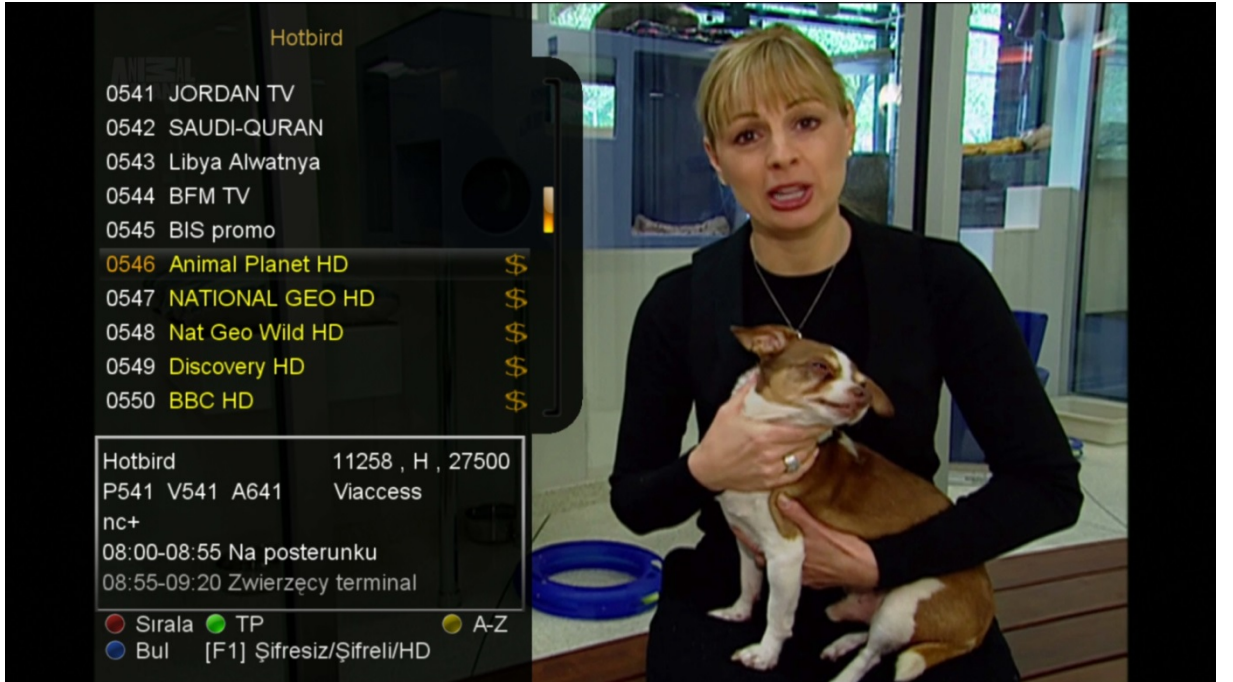 Hotbird
ANIMAL
0541 JORDAN TV
0542 SAUDI-QURAN
0543 Libya Alwatnya
0544 BFM TV
0545 BIS promo
0546 Animal Planet HD $
0547 NATIONAL GEO HD $
0548 Nat Geo Wild HD $
0549 Discovery HD $
0550 BBC HD $
Hotbird 11258 , H , 27500
P541 V541 A641 Viaccess
nc+
08:00-08:55 Na posterunku
08:55-09:20 Zwierzęcy terminal
Sırala TP A-Z
Bul [F1] Şifresiz/Şifreli/HD